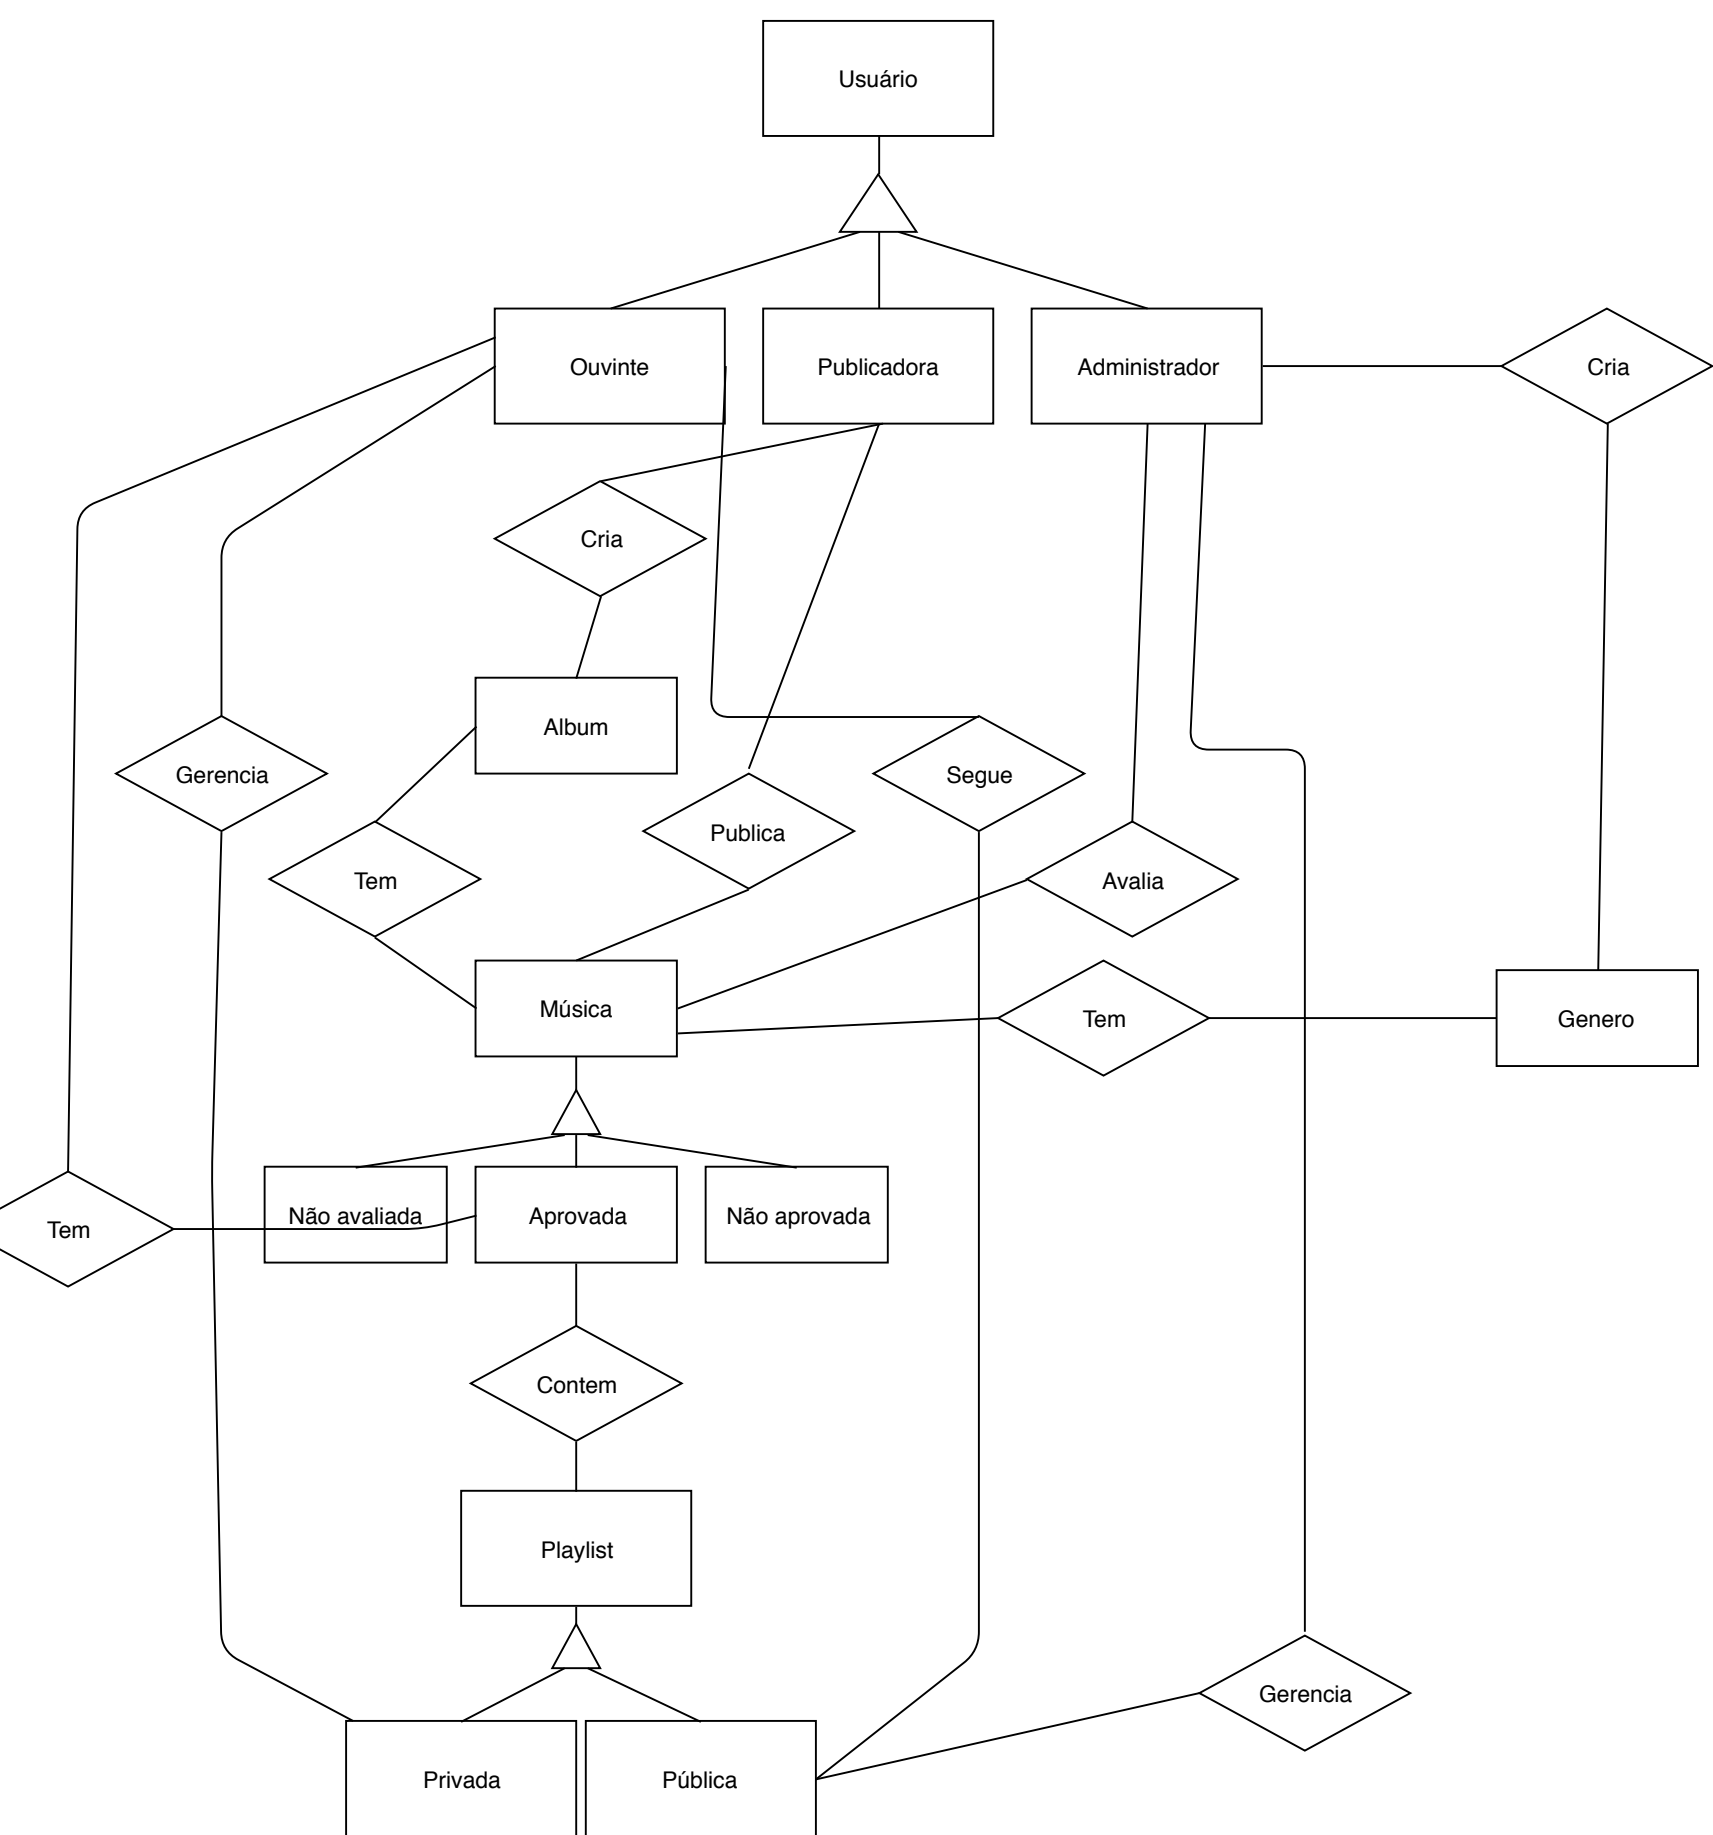 Usuário
Ouvinte
Publicadora
Administrador
Cria
Cria
Album
Gerencia
Segue
Publica
Tem
Avalia
Música
Tem
Genero
Não avaliada
Aprovada
Não aprovada
Tem
Contem
Playlist
Gerencia
Privada
Pública